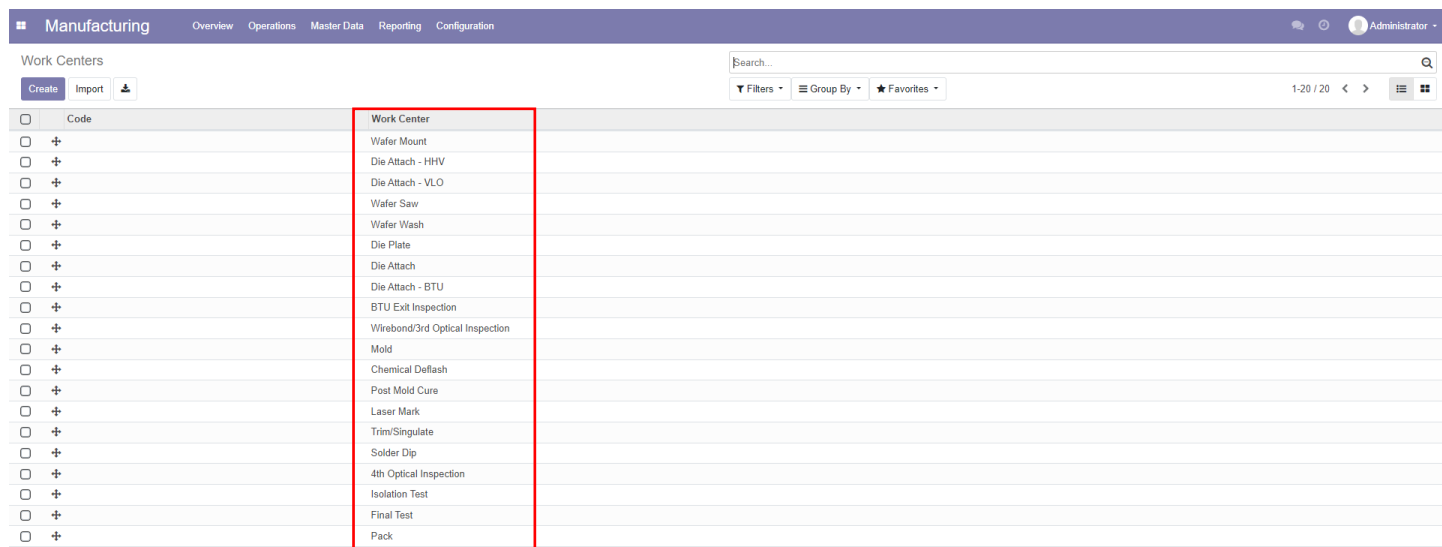 Manufacturing Overview Operations Master Data Reporting Configuration Administrator
Work Centers Search...
Create Import Filters Group By Favorites 1-20 / 20
Code Work Center
Wafer Mount
Die Attach - HHV
Die Attach - VLO
Wafer Saw
Wafer Wash
Die Plate
Die Attach
Die Attach - BTU
BTU Exit Inspection
Wirebond/3rd Optical Inspection
Mold
Chemical Deflash
Post Mold Cure
Laser Mark
Trim/Singulate
Solder Dip
4th Optical Inspection
Isolation Test
Final Test
Pack